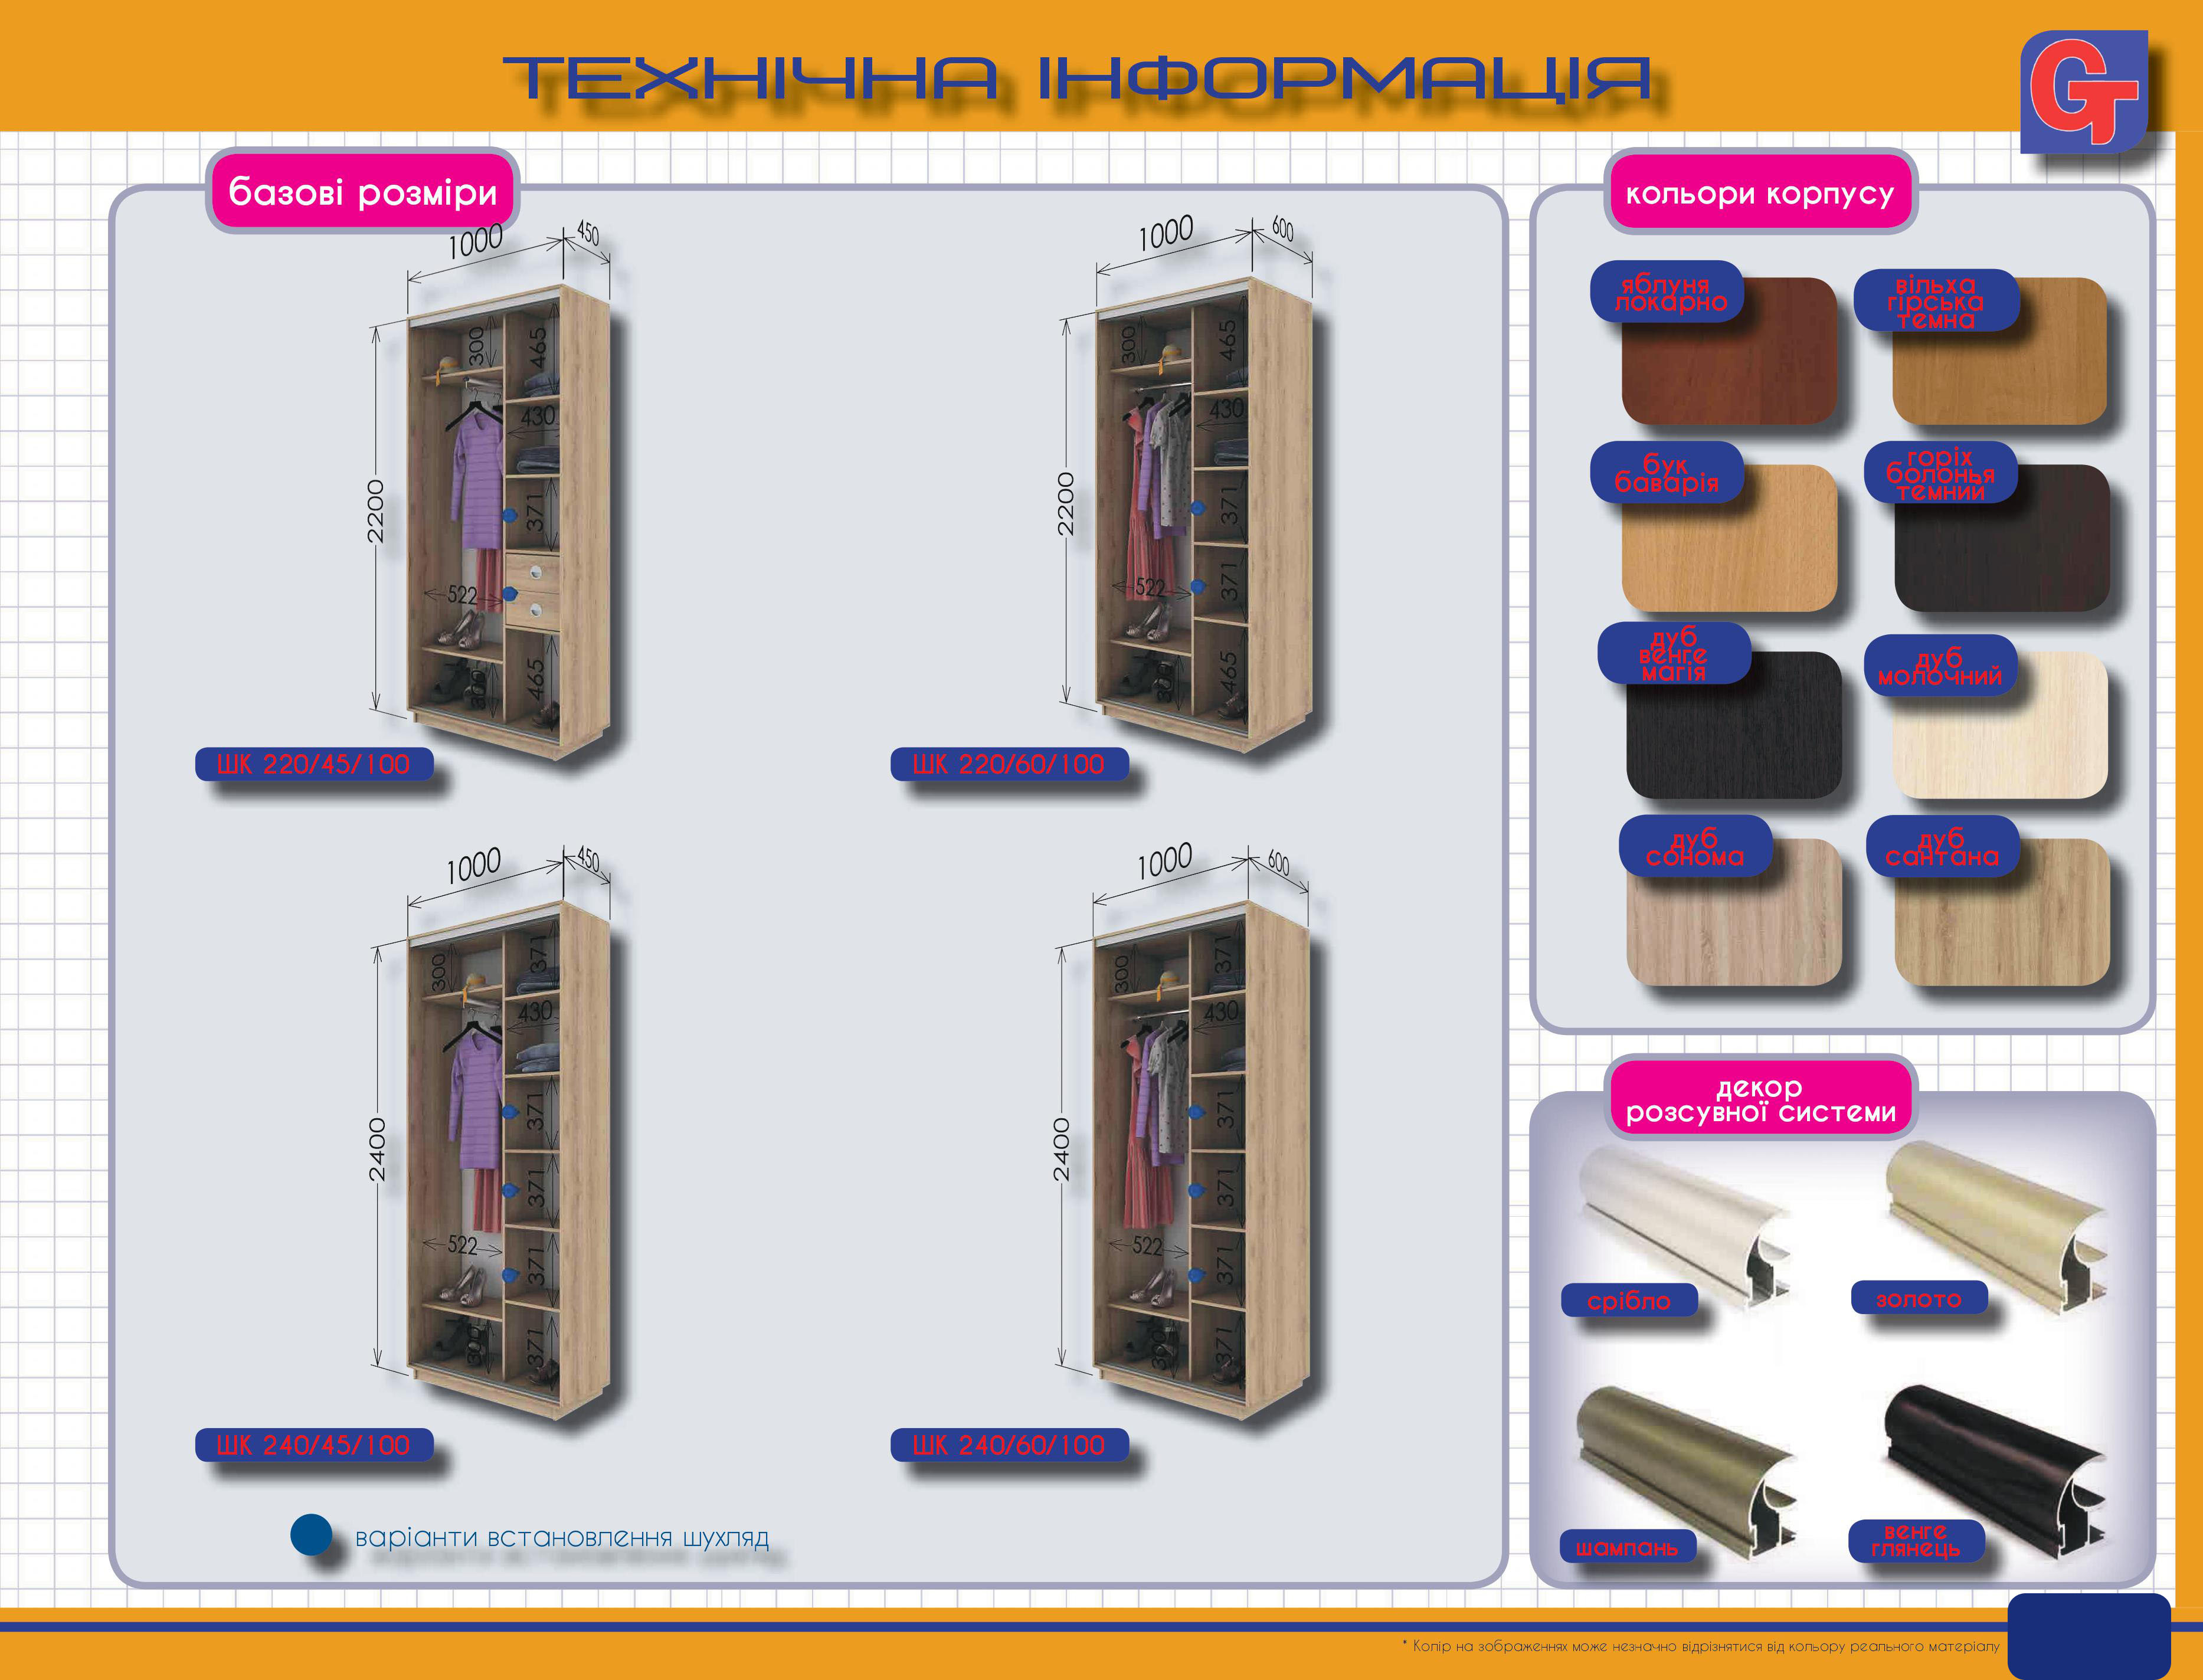 ТЕХНІЧНА ІНФОРМАЦІЯ
GT
базові розміри
1000
450
2200
300
465
430
371
522
300
465
ШК 220/45/100
1000
600
2200
300
465
430
371
371
522
300
465
ШК 220/60/100
1000
450
2400
300
371
430
371
371
522
371
300
371
ШК 240/45/100
1000
600
2400
300
371
430
371
371
522
371
300
371
ШК 240/60/100
варіанти встановлення шухляд
кольори корпусу
яблуня
локарно
вільха
гірська
темна
бук
баварія
горіх
болонья
темний
дуб
венге
магія
дуб
молочний
дуб
сонома
дуб
сантана
декор
розсувної системи
срібло
золото
шампань
венге
глянець
* Колір на зображеннях може незначно відрізнятися від кольору реального матеріалу